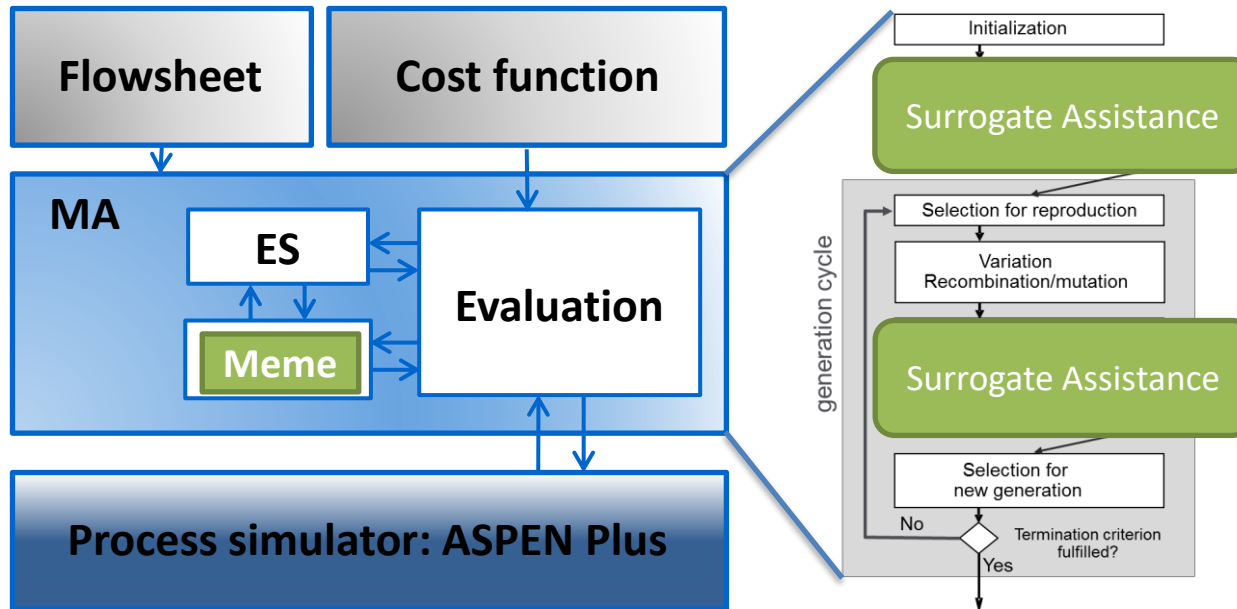 Flowsheet
Cost function
MA
ES
Meme
Evaluation
Process simulator: ASPEN Plus
Initialization
Surrogate Assistance
generation cycle
Selection for reproduction
Variation
Recombination/mutation
Surrogate Assistance
Selection for
new generation
No
Termination criterion
fulfilled?
Yes